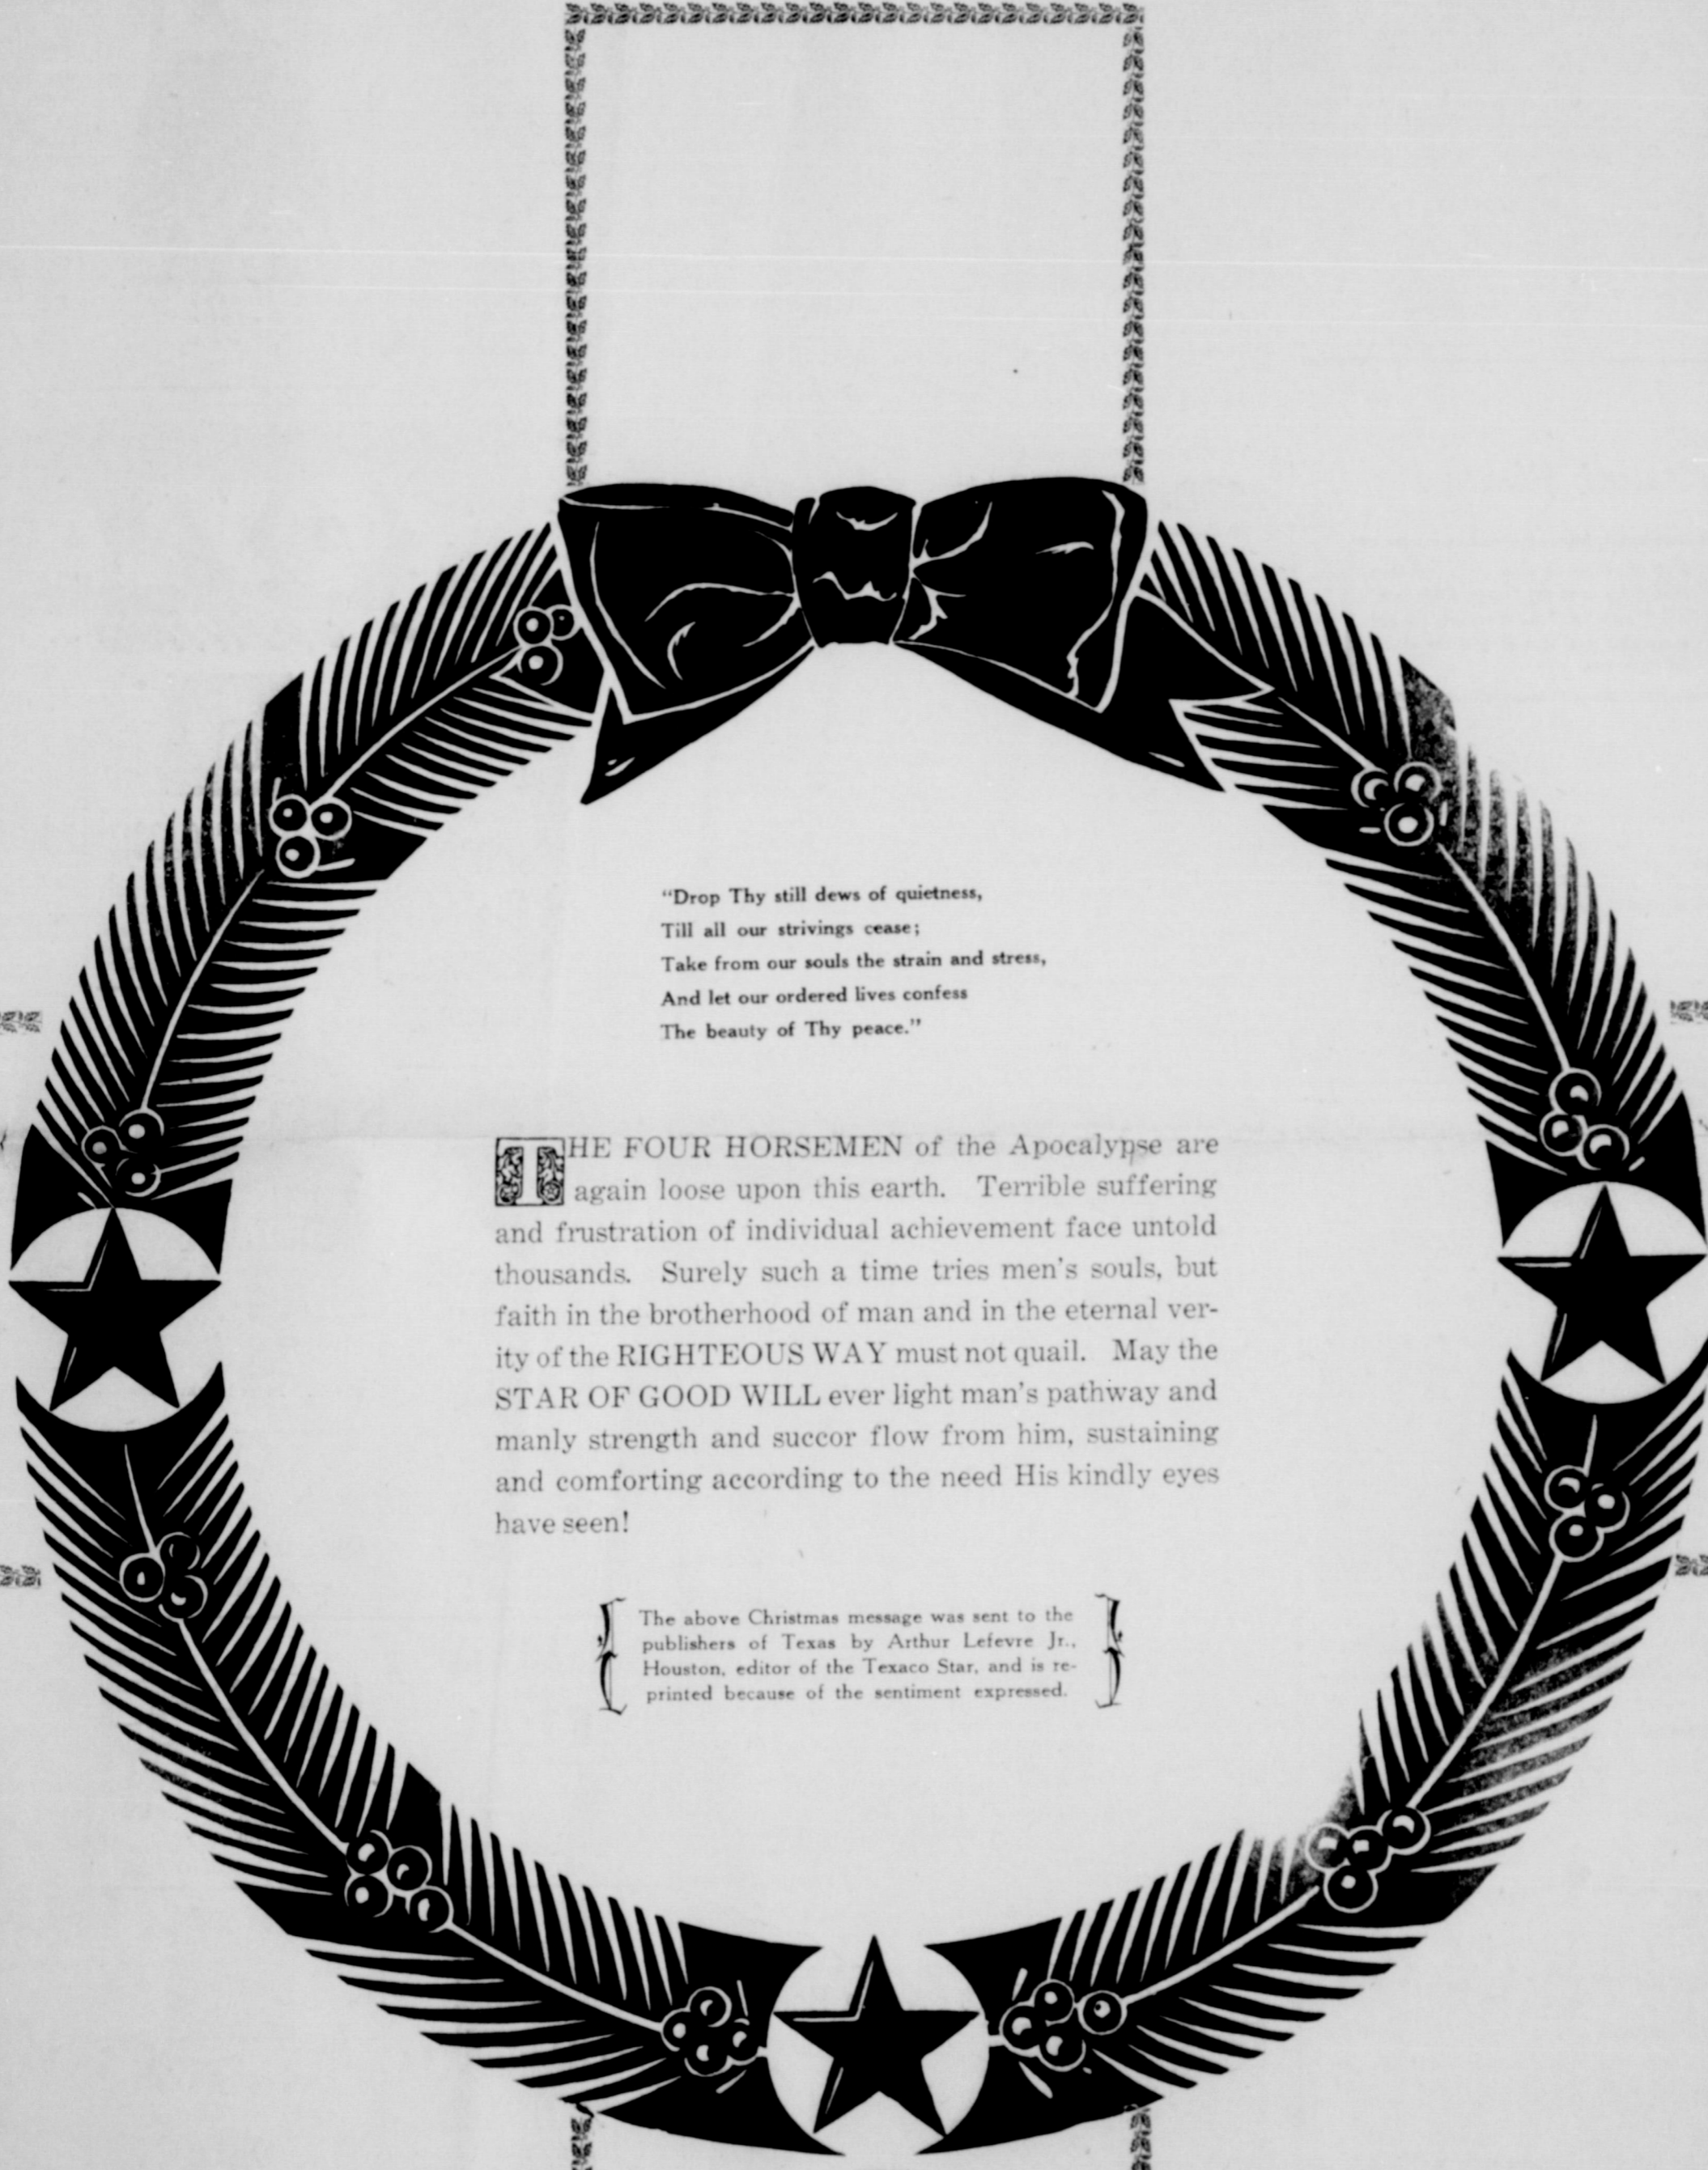 “Drop Thy still dews of quietness,
Till all our strivings cease;
Take from our souls the strain and stress,
And let our ordered lives confess
The beauty of Thy peace.”
THE FOUR HORSEMEN of the Apocalypse are
again loose upon this earth. Terrible suffering
and frustration of individual achievement face untold
thousands. Surely such a time tries men's souls, but
faith in the brotherhood of man and in the eternal ver-
ity of the RIGHTEOUS WAY must not quail. May the
STAR OF GOOD WILL ever light man's pathway and
manly strength and succor flow from him, sustaining
and comforting according to the need His kindly eyes
have seen!
The above Christmas message was sent to the
publishers of Texas by Arthur Lefevre Jr.,
Houston, editor of the Texaco Star, and is re-
printed because of the sentiment expressed.